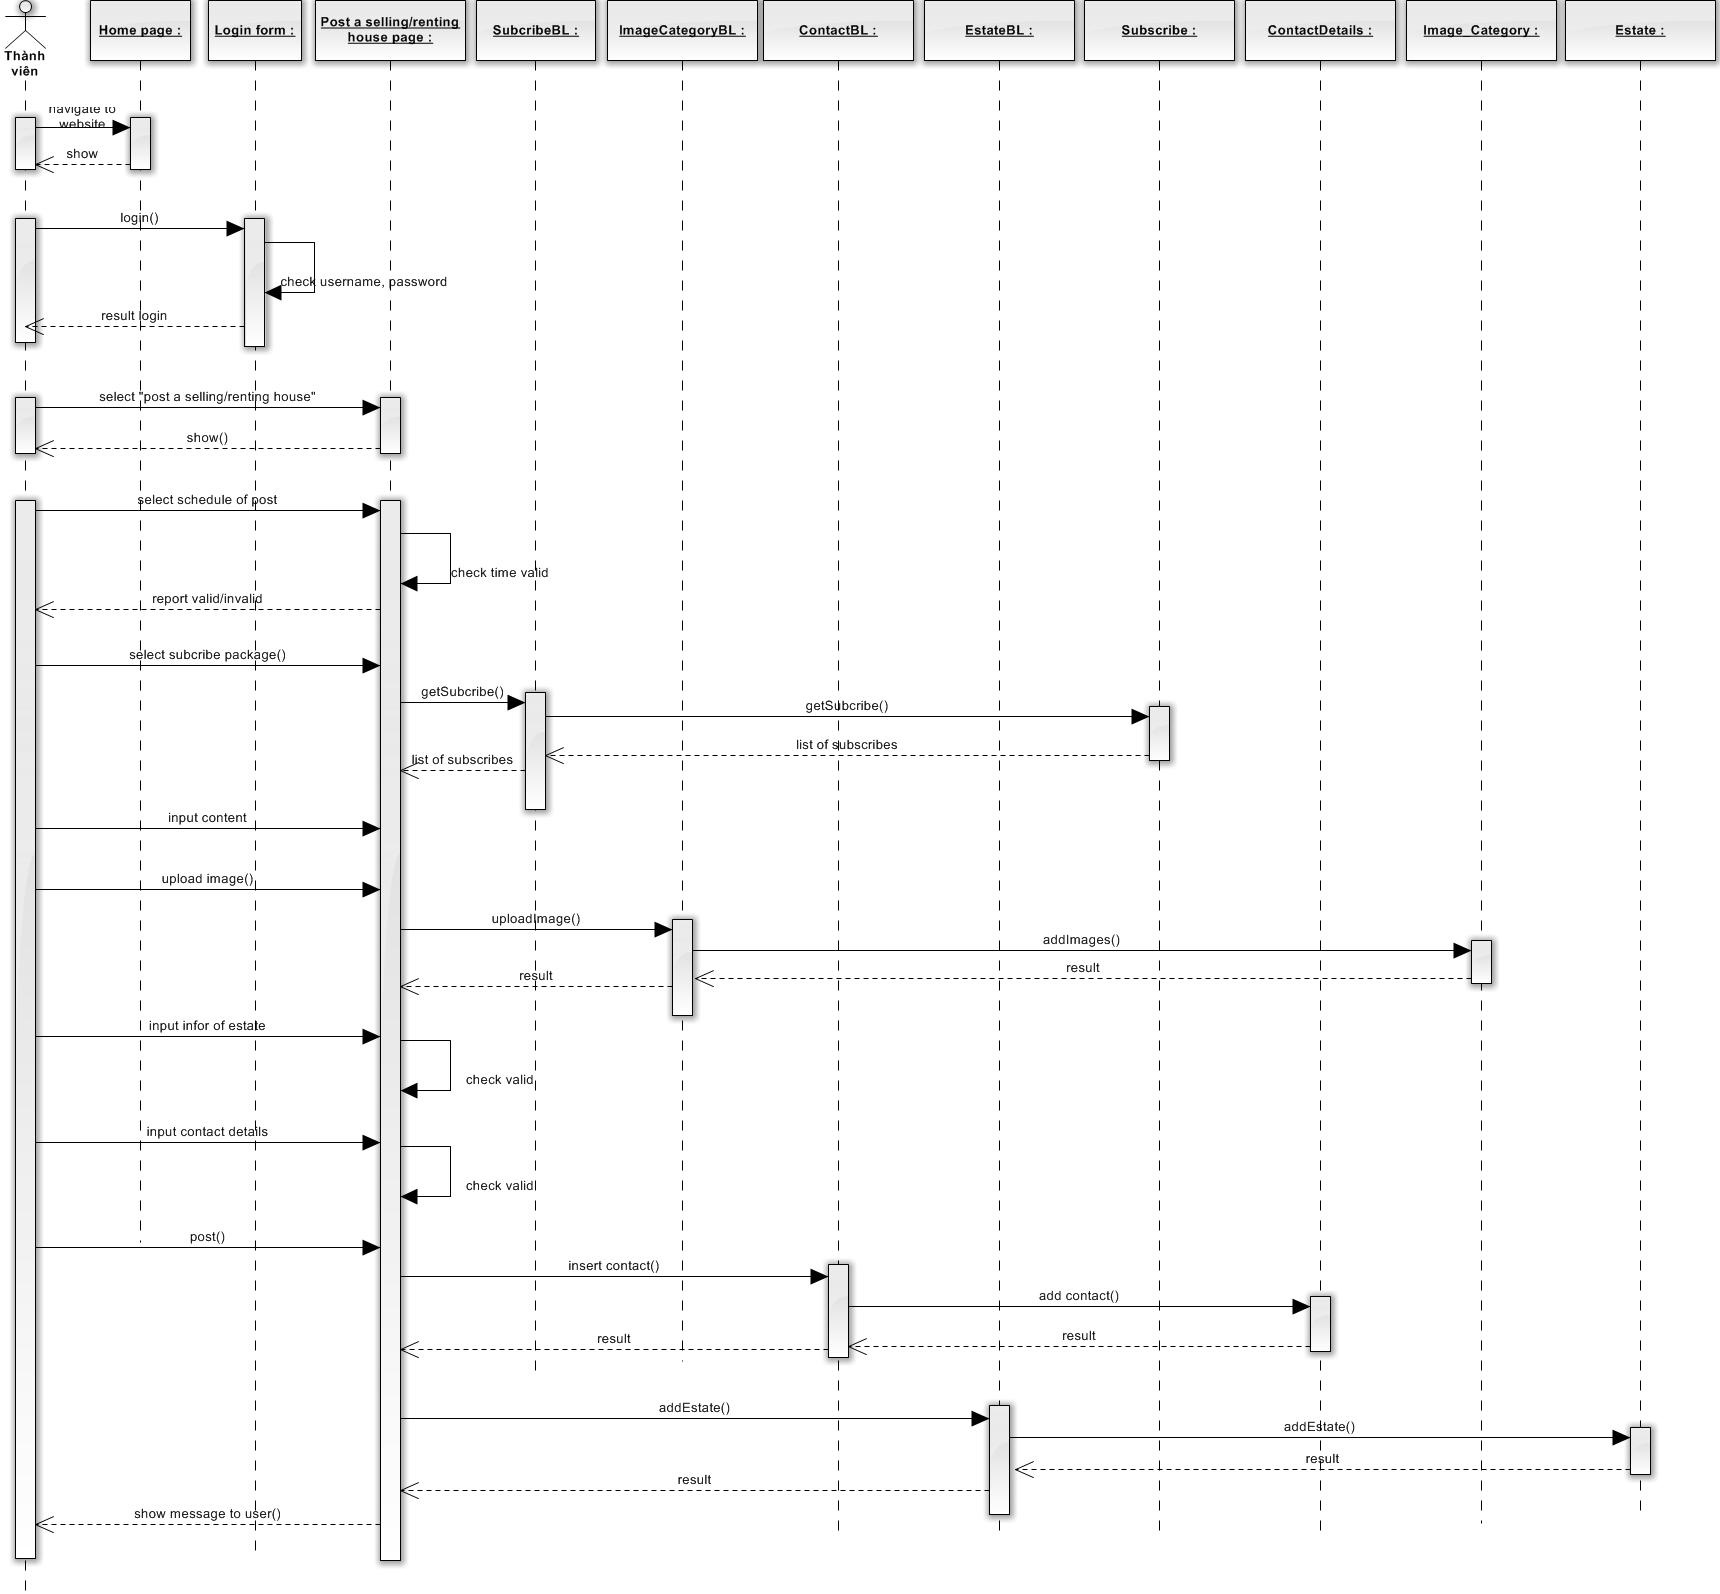 Thành
viên
Home page :
Login form :
Post a selling/renting
house page :
SubcribeBL :
ImageCategoryBL :
ContactBL :
EstateBL :
Subscribe :
ContactDetails :
Image_Category :
Estate :
navigate to
website
show
login()
check username, password
result login
select "post a selling/renting house"
show()
select schedule of post
check time valid
report valid/invalid
select subcribe package()
getSubcribe()
getSubcribe()
list of subscribes
list of subscribes
input content
upload image()
uploadImage()
addImages()
result
result
input infor of estate
check valid
input contact details
check valid
post()
insert contact()
add contact()
result
result
addEstate()
addEstate()
result
result
show message to user()